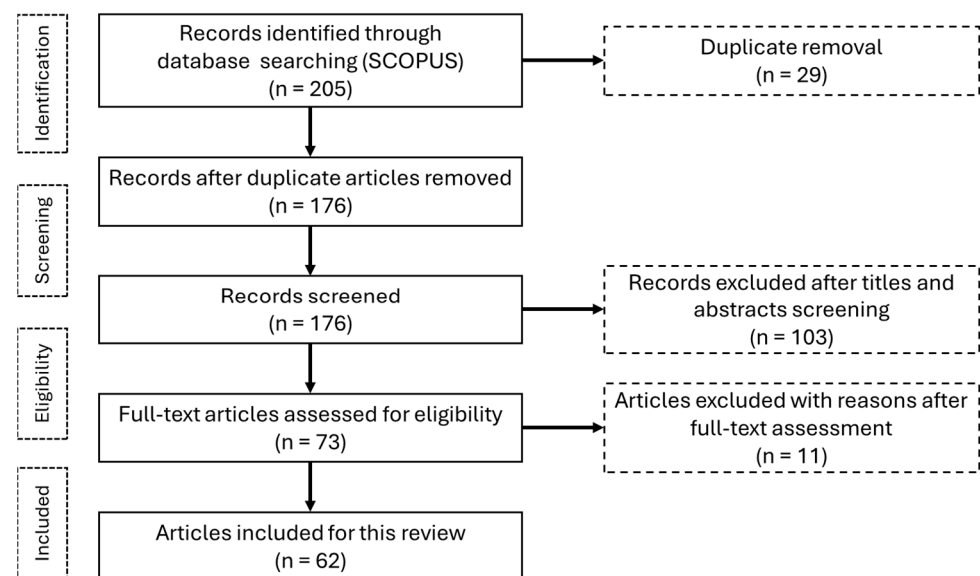 Identification
Records identified through
database searching (SCOPUS)
(n = 205)
Duplicate removal
(n = 29)
Records after duplicate articles removed
(n = 176)
Screening
Records screened
(n = 176)
Records excluded after titles and
abstracts screening
(n = 103)
Eligibility
Full-text articles assessed for eligibility
(n = 73)
Articles excluded with reasons after
full-text assessment
(n = 11)
Included
Articles included for this review
(n = 62)